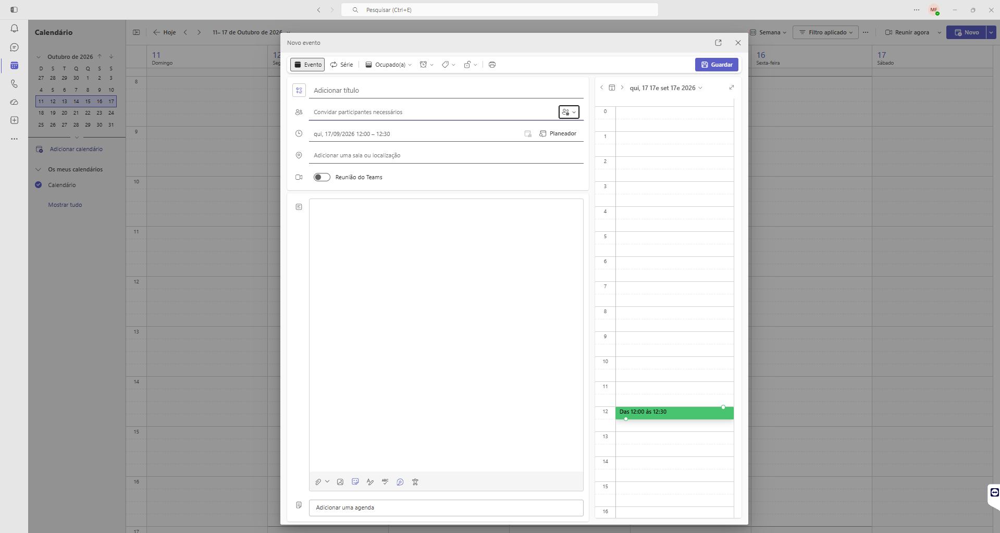 Pesquisar (Ctrl+E)
MF
Calendário
Hoje
11–17 de Outubro de 2026
Semana
Filtro aplicado
Reunir agora
Novo
Outubro de 2026
D S T Q Q S S
27 28 29 30 1 2 3
4 5 6 7 8 9 10
11 12 13 14 15 16 17
18 19 20 21 22 23 24
25 26 27 28 29 30 31
Adicionar calendário
Os meus calendários
Calendário
Mostrar tudo
11
Domingo
12
Seg
16
Sexta-feira
17
Sábado
8
9
10
11
12
13
14
15
16
17
Novo evento
Evento
Série
Ocupado(a)
Guardar
Adicionar título
Convidar participantes necessários
qui, 17/09/2026 12:00 – 12:30
Planeador
Adicionar uma sala ou localização
Reunião do Teams
ABC
Adicionar uma agenda
qui, 17 17e set 17e 2026
0
1
2
3
4
5
6
7
8
9
10
11
12
Das 12:00 às 12:30
13
14
15
16